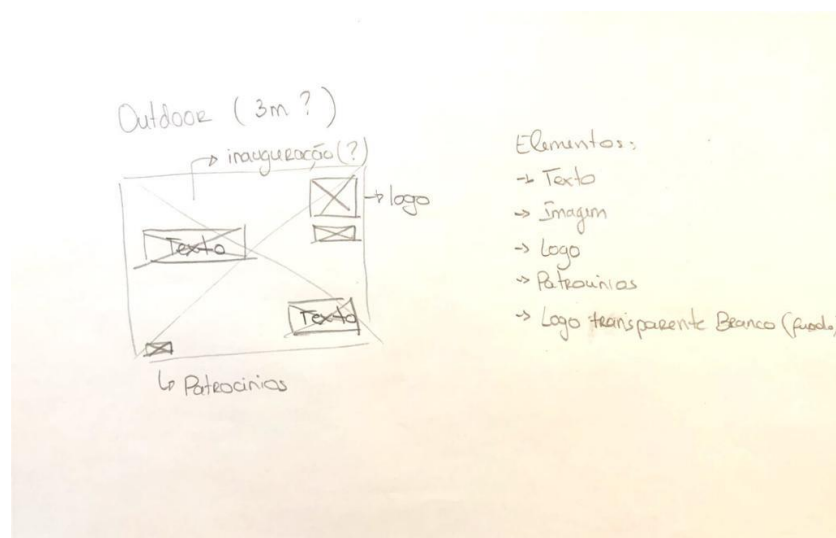 Outdoor (3m ?)
inauguração(?)
logo
Texto
Texto
Patrocinios
Elementos:
Texto
Imagem
Logo
Patrocinios
Logo transparente Branco (fundo)